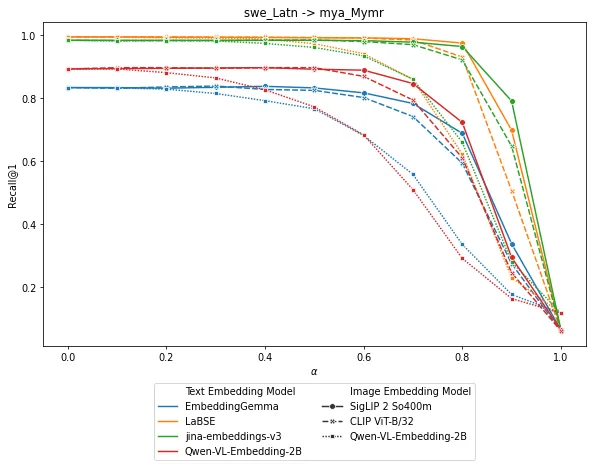 swe_Latn -> mya_Mymr
Recall@1
1.0
0.8
0.6
0.4
0.2
0.0 0.2 0.4 0.6 0.8 1.0
α
Text Embedding Model
EmbeddingGemma
LaBSE
jina-embeddings-v3
Qwen-VL-Embedding-2B
Image Embedding Model
SigLIP 2 So400m
CLIP ViT-B/32
Qwen-VL-Embedding-2B